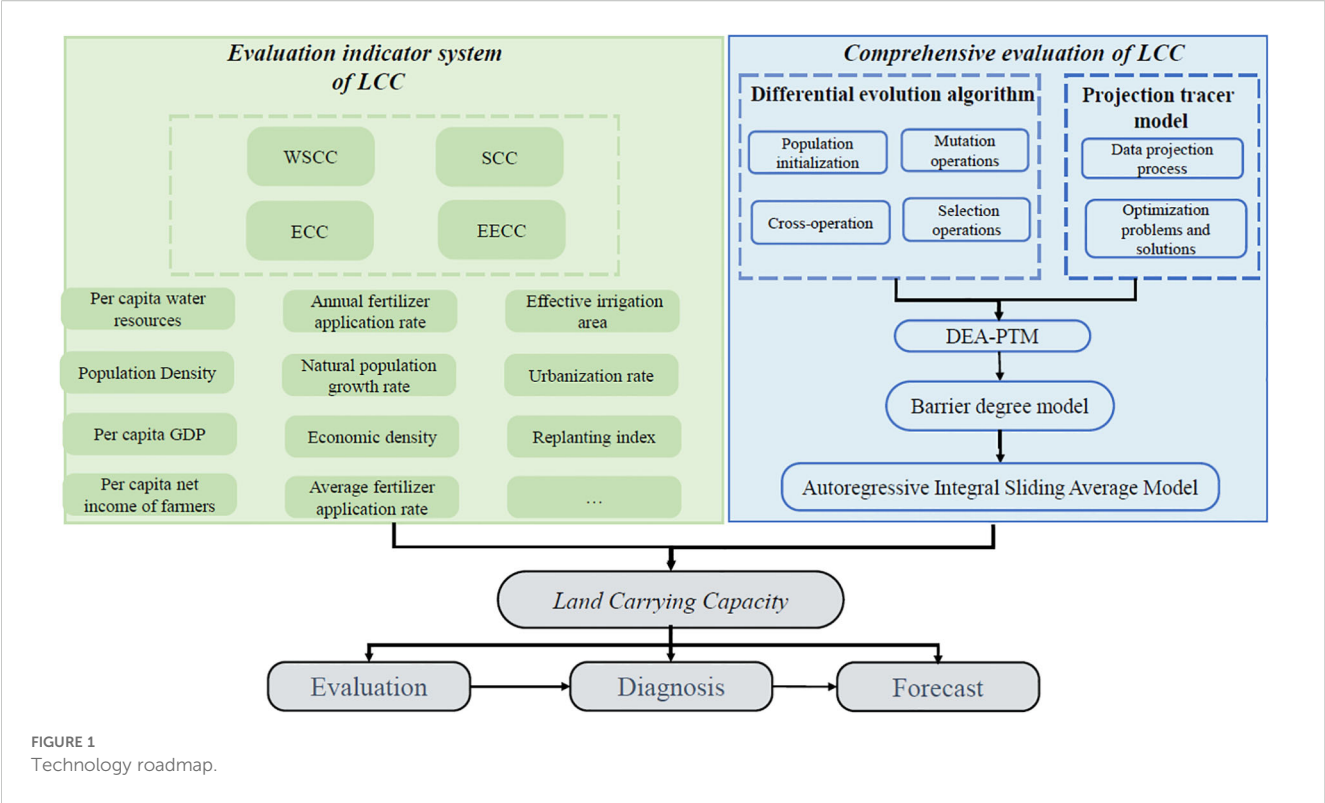 Evaluation indicator system
of LCC
WSCC
SCC
ECC
EECC
Per capita water
resources
Annual fertilizer
application rate
Effective irrigation
area
Population Density
Natural population
growth rate
Urbanization rate
Per capita GDP
Economic density
Replanting index
Per capita net
income of farmers
Average fertilizer
application rate
...
Comprehensive evaluation of LCC
Differential evolution algorithm
Population
initialization
Mutation
operations
Cross-operation
Selection
operations
Projection tracer
model
Data projection
process
Optimization
problems and
solutions
DEA-PTM
Barrier degree model
Autoregressive Integral Sliding Average Model
Land Carrying Capacity
Evaluation
Diagnosis
Forecast
FIGURE 1
Technology roadmap.